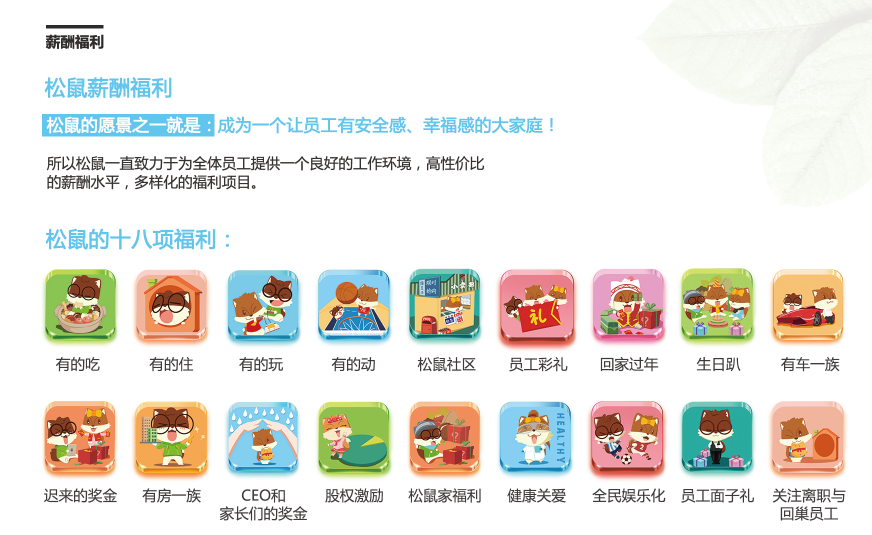 薪酬福利
松鼠薪酬福利
松鼠的愿景之一就是：成为一个让员工有安全感、幸福感的大家庭！
所以松鼠一直致力于为全体员工提供一个良好的工作环境，高性价比
的薪酬水平，多样化的福利项目。
松鼠的十八项福利：
礼
有的吃
有的住
有的玩
有的动
松鼠社区
员工彩礼
回家过年
生日趴
有车一族
HEALTHY
迟来的奖金
有房一族
CEO和
家长们的奖金
股权激励
松鼠家福利
健康关爱
全民娱乐化
员工面子礼
关注离职与
回巢员工